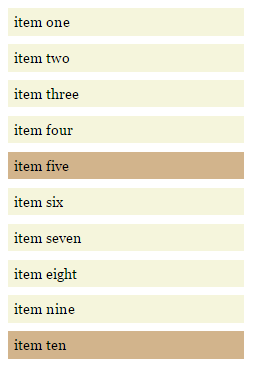 item one
item two
item three
item four
item five
item six
item seven
item eight
item nine
item ten